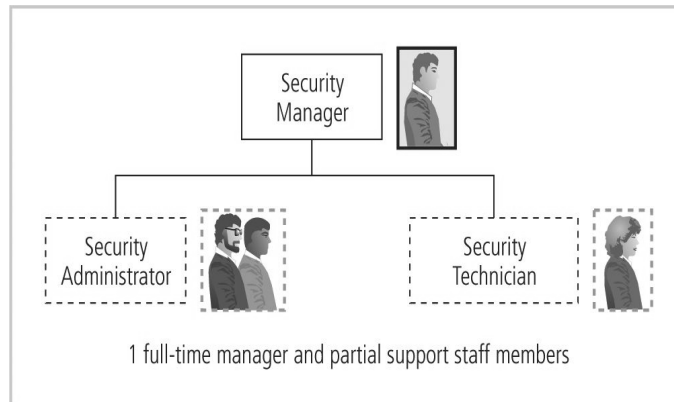 Security
Manager
Security
Administrator
Security
Technician
1 full-time manager and partial support staff members